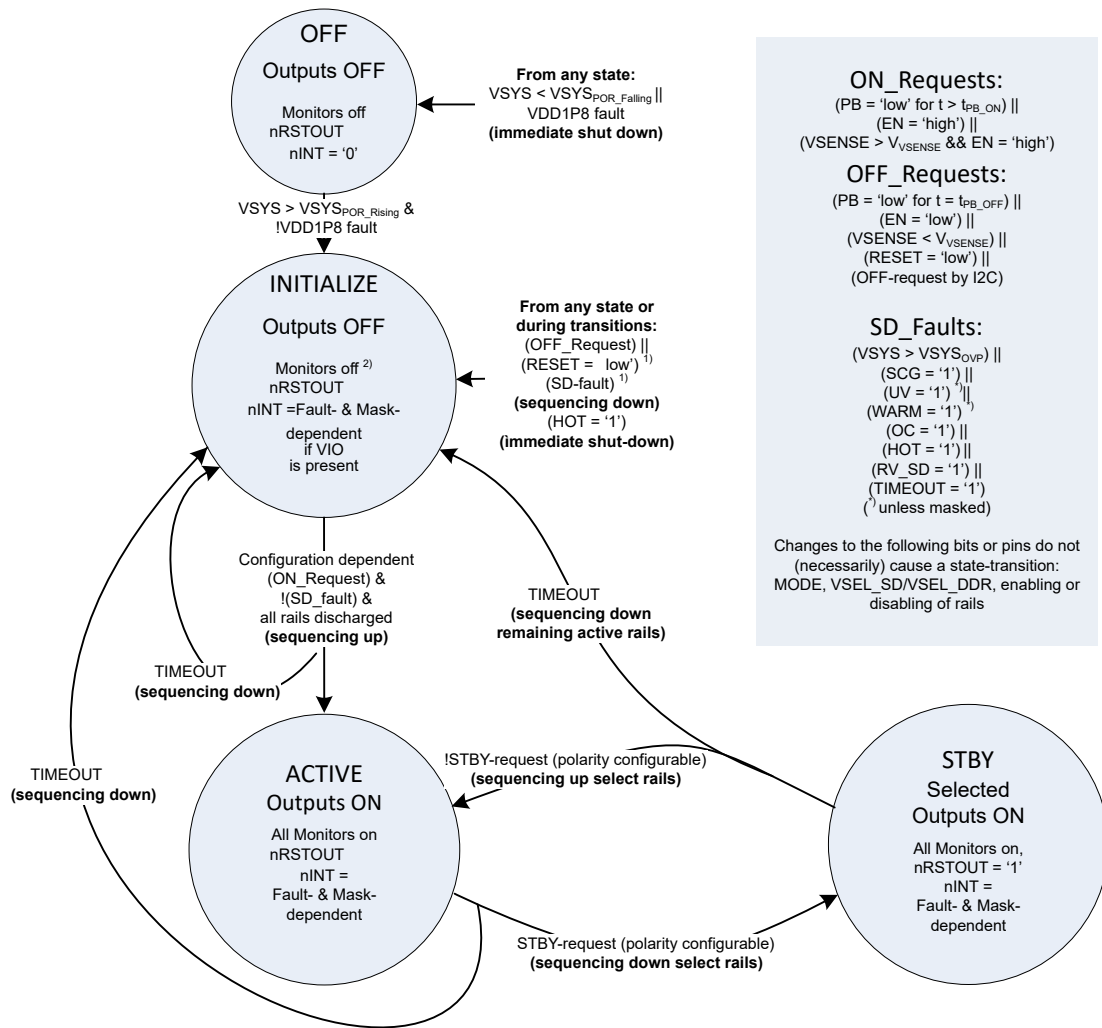 OFF
Outputs OFF
Monitors off
nRSTOUT
nINT = ‘0’
From any state:
VSYS < VSYSPOR_Falling ||
VDD1P8 fault
(immediate shut down)
VSYS > VSYSPOR_Rising &
!VDD1P8 fault
INITIALIZE
Outputs OFF
Monitors off 2)
nRSTOUT
nINT =Fault- & Mask-
dependent
if VIO
is present
From any state or
during transitions:
(OFF_Request) ||
(RESET = low’) 1)
(SD-fault) 1)
(sequencing down)
(HOT = ‘1’)
(immediate shut-down)
Configuration dependent
(ON_Request) &
!(SD_fault) &
all rails discharged
(sequencing up)
TIMEOUT
(sequencing down)
TIMEOUT
(sequencing down
remaining active rails)
TIMEOUT
(sequencing down)
ACTIVE
Outputs ON
All Monitors on
nRSTOUT
nINT =
Fault- & Mask-
dependent
!STBY-request (polarity configurable)
(sequencing up select rails)
STBY-request (polarity configurable)
(sequencing down select rails)
STBY
Selected
Outputs ON
All Monitors on,
nRSTOUT = ‘1’
nINT =
Fault- & Mask-
dependent
ON_Requests:
(PB = ‘low’ for t > tPB_ON) ||
(EN = ‘high’) ||
(VSENSE > VVSENSE && EN = ‘high’)
OFF_Requests:
(PB = ‘low’ for t = tPB_OFF) ||
(EN = ‘low’) ||
(VSENSE < VVSENSE) ||
(RESET = ‘low’) ||
(OFF-request by I2C)
SD_Faults:
(VSYS > VSYSOVP) ||
(SCG = ‘1’) ||
(UV = ‘1’) *)||
(WARM = ‘1’) *)
(OC = ‘1’) ||
(HOT = ‘1’) ||
(RV_SD = ‘1’) ||
(TIMEOUT = ‘1’)
(*) unless masked)
Changes to the following bits or pins do not
(necessarily) cause a state-transition:
MODE, VSEL_SD/VSEL_DDR, enabling or
disabling of rails